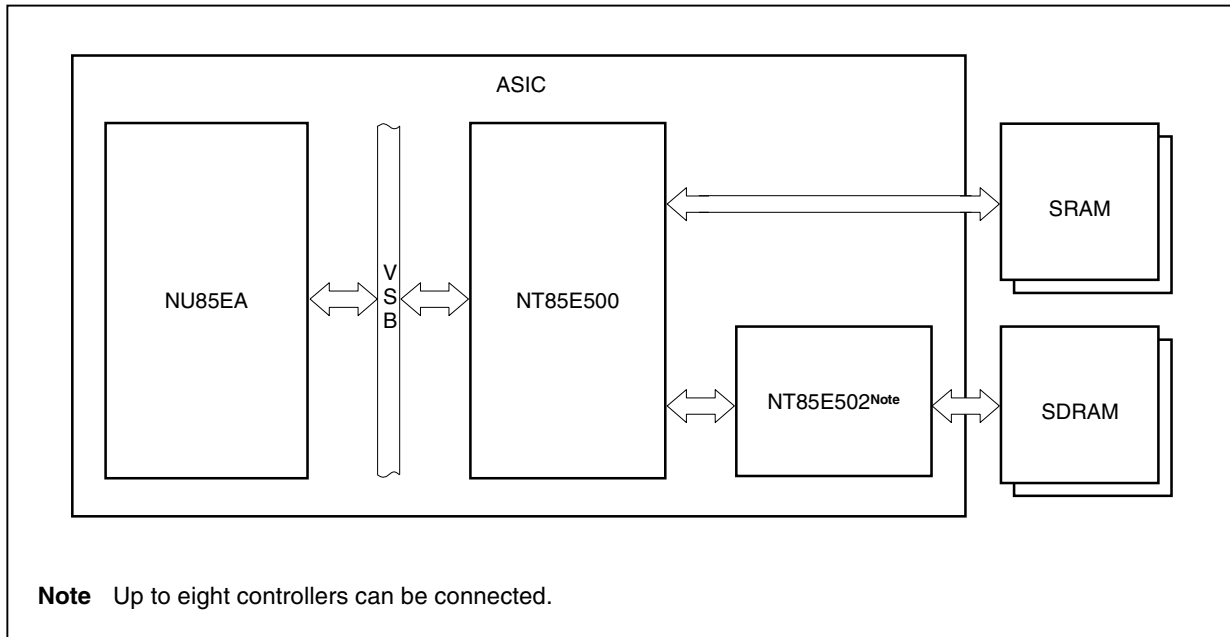 ASIC
NU85EA
V
S
B
NT85E500
SRAM
NT85E502Note
SDRAM
Note Up to eight controllers can be connected.